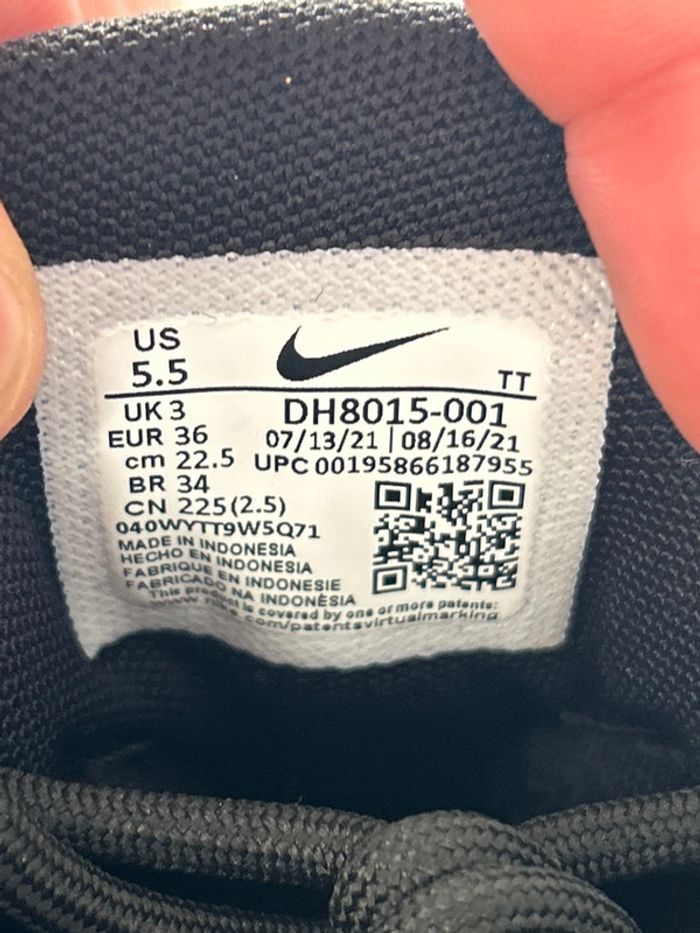 US
5.5
TT
UK 3
DH8015-001
EUR 36
07/13/21 | 08/16/21
cm 22.5
UPC 00195866187955
BR 34
CN 225(2.5)
040WYTT9W5Q71
MADE IN INDONESIA
HECHO EN INDONESIA
FABRIQUE EN INDONESIE
FABRICADO NA INDONÉSIA
This product is covered by one or more patents:
www.nike.com/patentsvirtualmarking